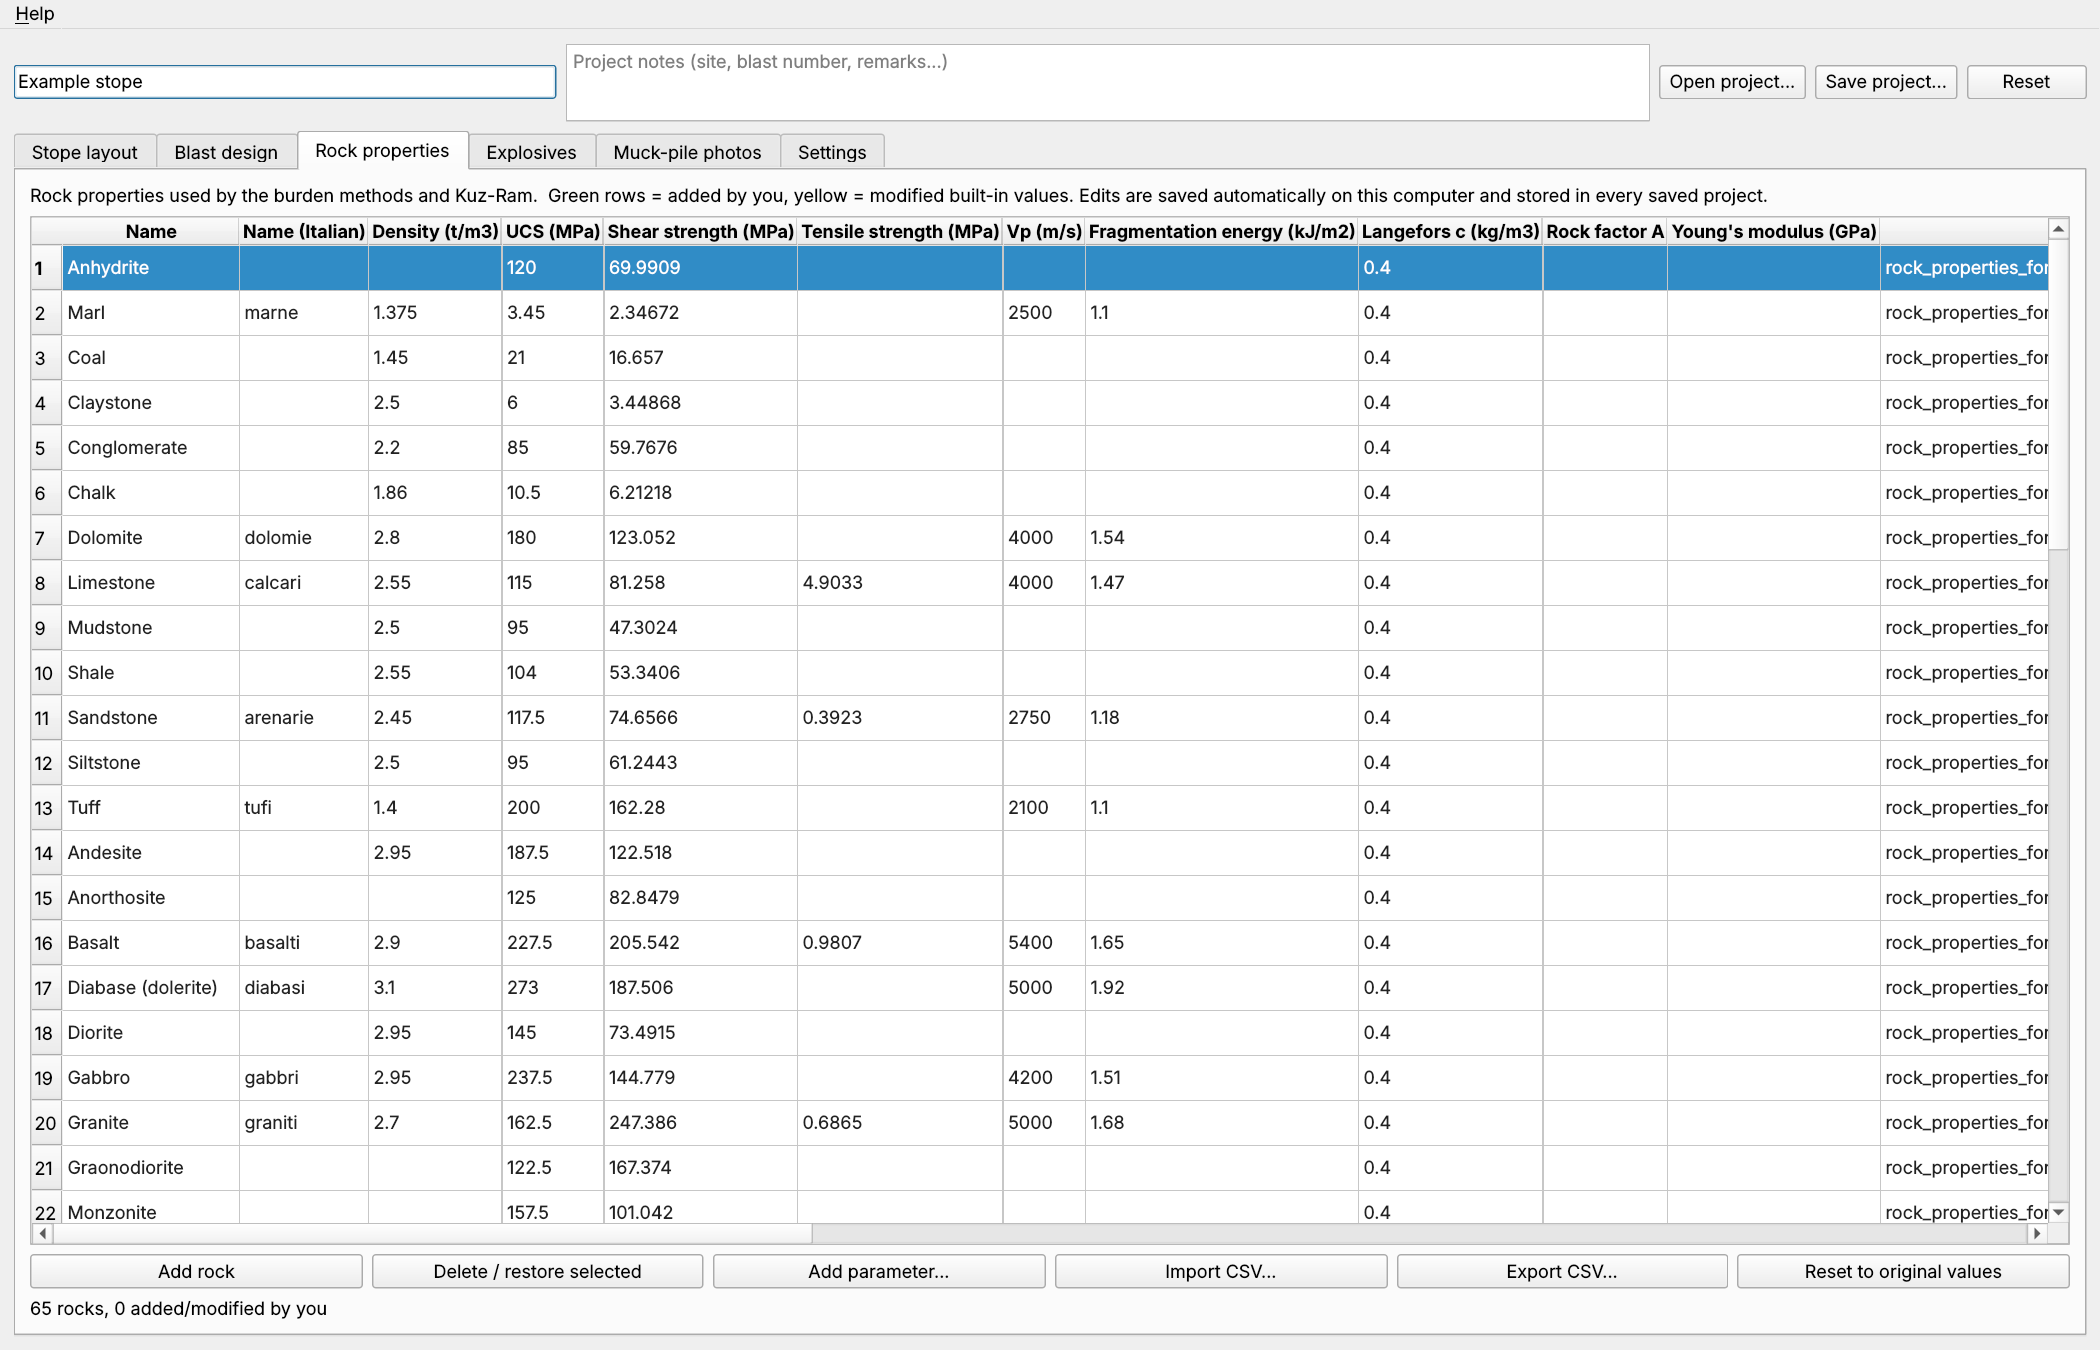 Help
Example stope
Project notes (site, blast number, remarks...)
Open project... Save project... Reset
Stope layout Blast design Rock properties Explosives Muck-pile photos Settings
Rock properties used by the burden methods and Kuz-Ram. Green rows = added by you, yellow = modified built-in values. Edits are saved automatically on this computer and stored in every saved project.
Name Name (Italian) Density (t/m3) UCS (MPa) Shear strength (MPa) Tensile strength (MPa) Vp (m/s) Fragmentation energy (kJ/m2) Langefors c (kg/m3) Rock factor A Young's modulus (GPa)
1 Anhydrite 120 69.9909 0.4 rock_properties_for
2 Marl marne 1.375 3.45 2.34672 2500 1.1 0.4 rock_properties_for
3 Coal 1.45 21 16.657 0.4 rock_properties_for
4 Claystone 2.5 6 3.44868 0.4 rock_properties_for
5 Conglomerate 2.2 85 59.7676 0.4 rock_properties_for
6 Chalk 1.86 10.5 6.21218 0.4 rock_properties_for
7 Dolomite dolomie 2.8 180 123.052 4000 1.54 0.4 rock_properties_for
8 Limestone calcari 2.55 115 81.258 4.9033 4000 1.47 0.4 rock_properties_for
9 Mudstone 2.5 95 47.3024 0.4 rock_properties_for
10 Shale 2.55 104 53.3406 0.4 rock_properties_for
11 Sandstone arenarie 2.45 117.5 74.6566 0.3923 2750 1.18 0.4 rock_properties_for
12 Siltstone 2.5 95 61.2443 0.4 rock_properties_for
13 Tuff tufi 1.4 200 162.28 2100 1.1 0.4 rock_properties_for
14 Andesite 2.95 187.5 122.518 0.4 rock_properties_for
15 Anorthosite 125 82.8479 0.4 rock_properties_for
16 Basalt basalti 2.9 227.5 205.542 0.9807 5400 1.65 0.4 rock_properties_for
17 Diabase (dolerite) diabasi 3.1 273 187.506 5000 1.92 0.4 rock_properties_for
18 Diorite 2.95 145 73.4915 0.4 rock_properties_for
19 Gabbro gabbri 2.95 237.5 144.779 4200 1.51 0.4 rock_properties_for
20 Granite graniti 2.7 162.5 247.386 0.6865 5000 1.68 0.4 rock_properties_for
21 Graonodiorite 122.5 167.374 0.4 rock_properties_for
22 Monzonite 157.5 101.042 0.4 rock_properties_for
Add rock Delete / restore selected Add parameter... Import CSV... Export CSV... Reset to original values
65 rocks, 0 added/modified by you